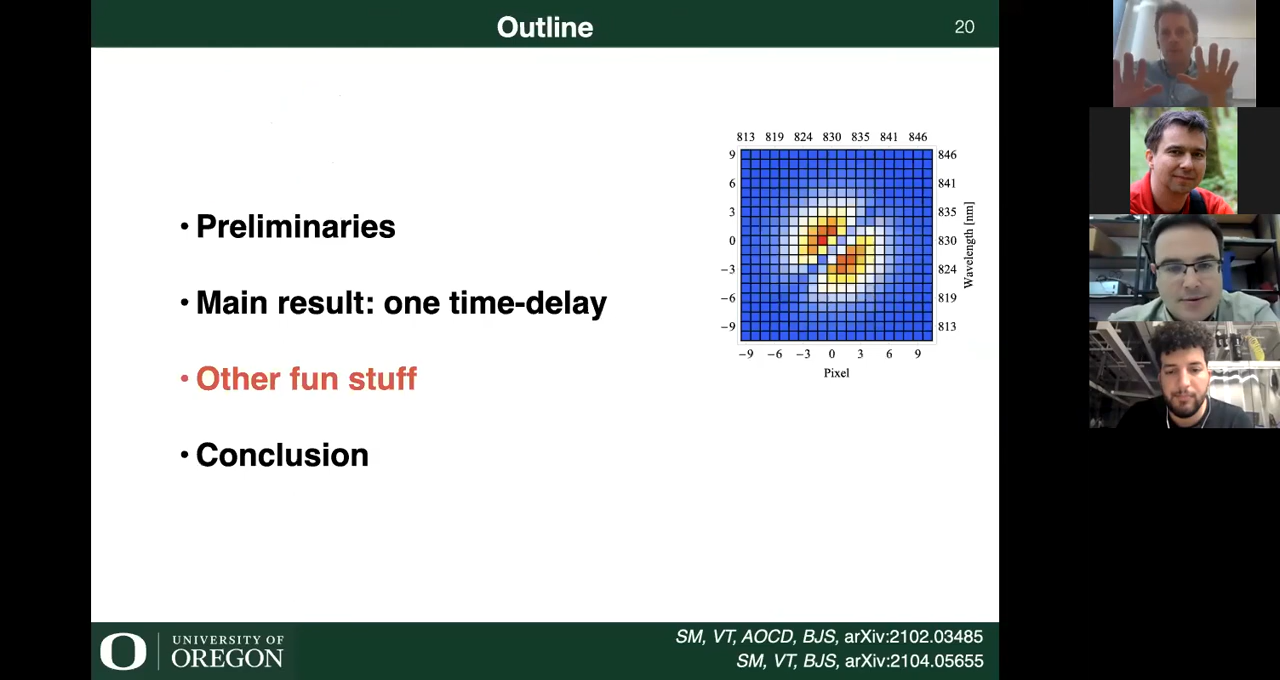 Outline
20
• Preliminaries
• Main result: one time-delay
• Other fun stuff
• Conclusion
813 819 824 830 835 841 846
9 846
6 841
3 835
0 830
−3 824
−6 819
−9 813
Wavelength [nm]
−9 −6 −3 0 3 6 9
Pixel
UNIVERSITY OF
OREGON
SM, VT, AOCD, BJS, arXiv:2102.03485
SM, VT, BJS, arXiv:2104.05655